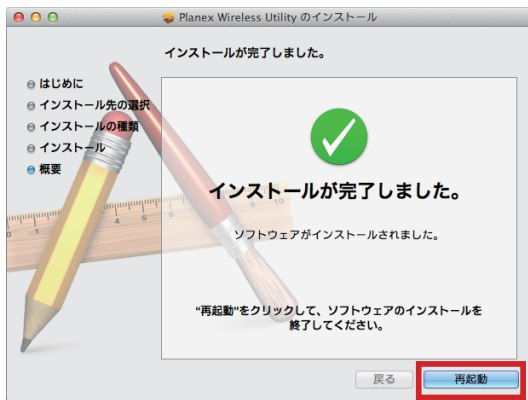 Planex Wireless Utility のインストール
インストールが完了しました。
はじめに
インストール先の選択
インストールの種類
インストール
概要
インストールが完了しました。
ソフトウェアがインストールされました。
“再起動”をクリックして、ソフトウェアのインストールを
終了してください。
戻る
再起動